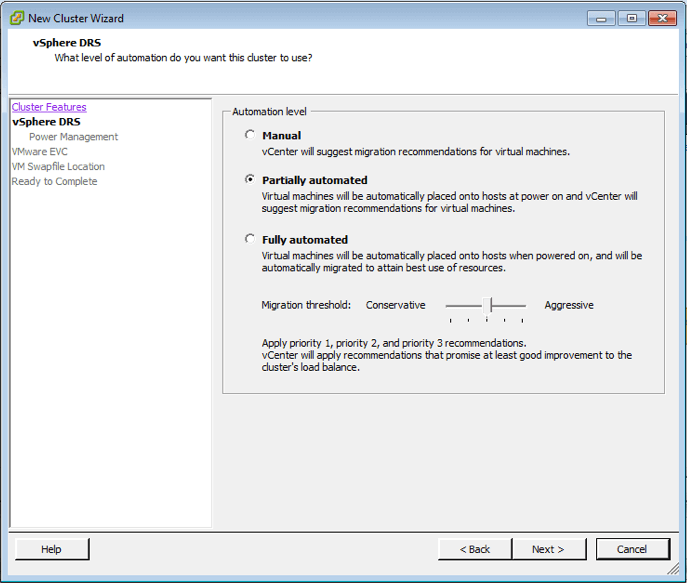 New Cluster Wizard
vSphere DRS
What level of automation do you want this cluster to use?
Cluster Features
vSphere DRS
Power Management
VMware EVC
VM Swapfile Location
Ready to Complete
Automation level
Manual
vCenter will suggest migration recommendations for virtual machines.
Partially automated
Virtual machines will be automatically placed onto hosts at power on and vCenter will
suggest migration recommendations for virtual machines.
Fully automated
Virtual machines will be automatically placed onto hosts when powered on, and will be
automatically migrated to attain best use of resources.
Migration threshold: Conservative Aggressive
Apply priority 1, priority 2, and priority 3 recommendations.
vCenter will apply recommendations that promise at least good improvement to the
cluster's load balance.
Help < Back Next > Cancel